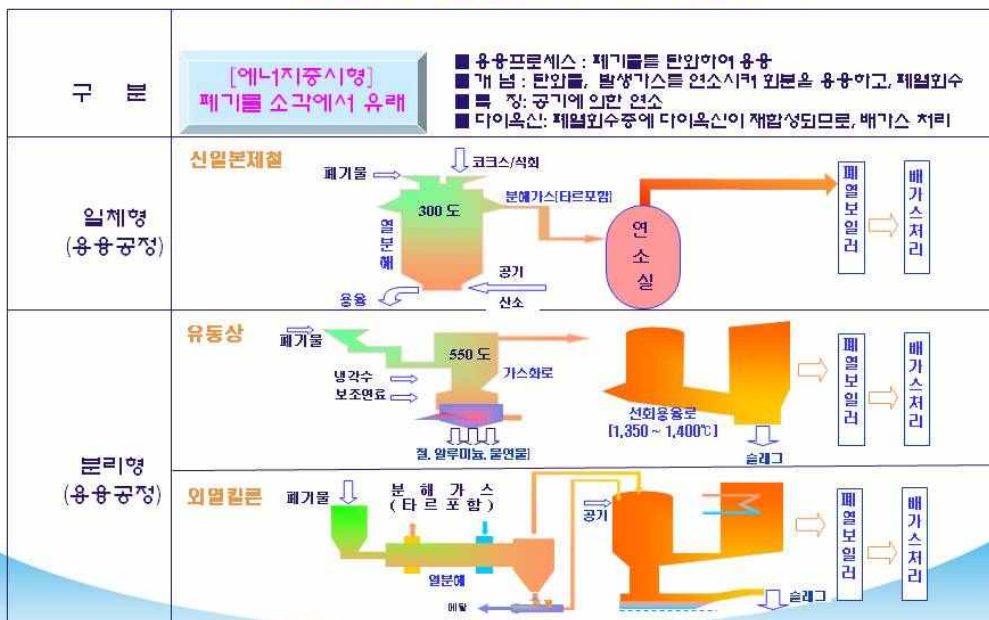 구 분
[에너지중시형]
폐기물 소각에서 유래
■ 용융프로세스 : 폐기물를 탄화하여 용융
■ 개 념 : 탄화물, 발생가스를 연소시켜 회분을 용융하고, 폐열회수
■ 특 징: 공기에 의한 연소
■ 다이옥신: 폐열회수중에 다이옥신이 재합성되므로, 배가스 처리
일체형
(용융공정)
신일본제철
폐기물
코크스/석회
300 도
열분해
분해가스(타르포함)
공기
산소
용융
연소실
폐열보일러
배가스처리
분리형
(용융공정)
유동상
폐기물
550 도
가스화로
냉각수
보조연료
철, 알루미늄, 불연물
선회용융로
[1,350 ~ 1,400℃]
슬래그
폐열보일러
배가스처리
외열킬른
폐기물
분 해 가 스
(타르포함)
열분해
메탈
공기
슬래그
폐열보일러
배가스처리